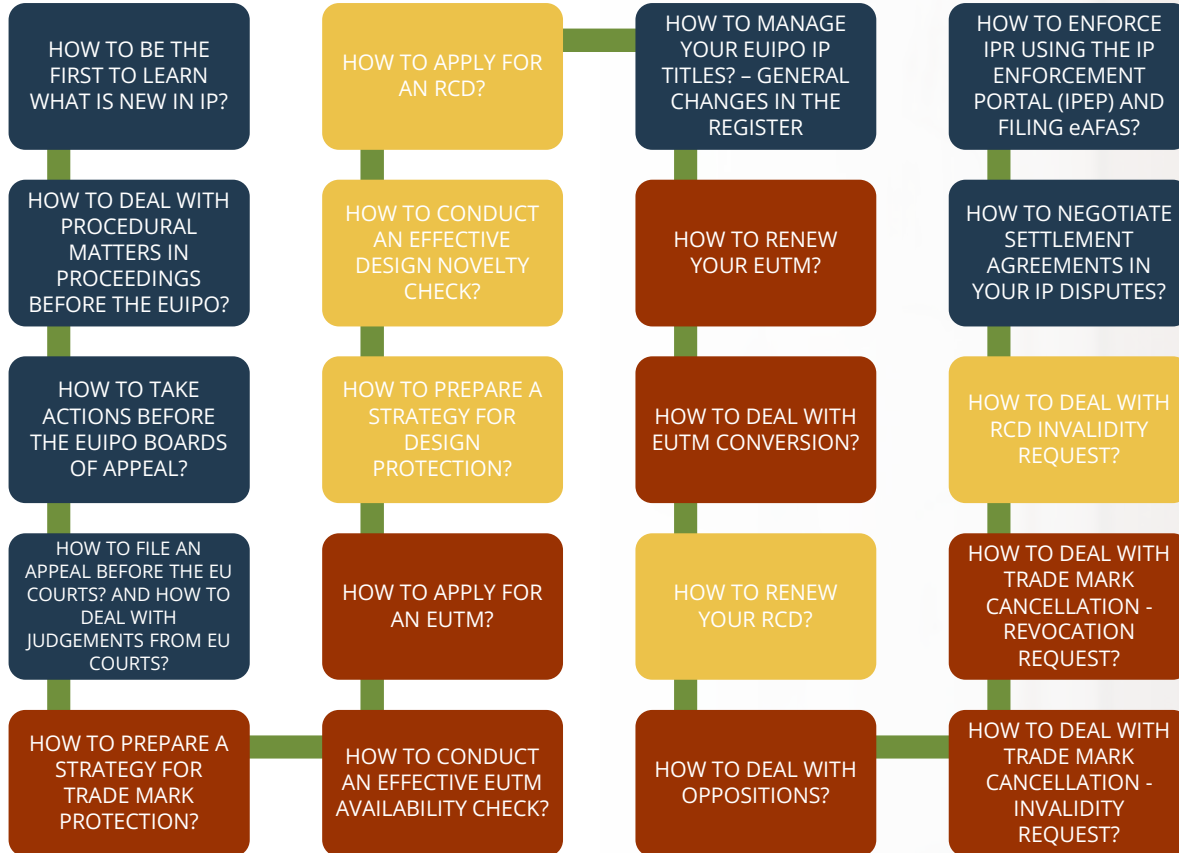 HOW TO BE THE
FIRST TO LEARN
WHAT IS NEW IN IP?
HOW TO DEAL WITH
PROCEDURAL
MATTERS IN
PROCEEDINGS
BEFORE THE EUIPO?
HOW TO TAKE
ACTIONS BEFORE
THE EUIPO BOARDS
OF APPEAL?
HOW TO FILE AN
APPEAL BEFORE THE EU
COURTS? AND HOW TO
DEAL WITH
JUDGEMENTS FROM EU
COURTS?
HOW TO PREPARE A
STRATEGY FOR
TRADE MARK
PROTECTION?
HOW TO CONDUCT
AN EFFECTIVE EUTM
AVAILABILITY CHECK?
HOW TO APPLY FOR
AN EUTM?
HOW TO PREPARE A
STRATEGY FOR
DESIGN
PROTECTION?
HOW TO CONDUCT
AN EFFECTIVE
DESIGN NOVELTY
CHECK?
HOW TO APPLY FOR
AN RCD?
HOW TO MANAGE
YOUR EUIPO IP
TITLES? – GENERAL
CHANGES IN THE
REGISTER
HOW TO RENEW
YOUR EUTM?
HOW TO DEAL WITH
EUTM CONVERSION?
HOW TO RENEW
YOUR RCD?
HOW TO DEAL WITH
OPPOSITIONS?
HOW TO DEAL WITH
TRADE MARK
CANCELLATION -
INVALIDITY
REQUEST?
HOW TO DEAL WITH
TRADE MARK
CANCELLATION -
REVOCATION
REQUEST?
HOW TO DEAL WITH
RCD INVALIDITY
REQUEST?
HOW TO NEGOTIATE
SETTLEMENT
AGREEMENTS IN
YOUR IP DISPUTES?
HOW TO ENFORCE
IPR USING THE IP
ENFORCEMENT
PORTAL (IPEP) AND
FILING eAFAS?